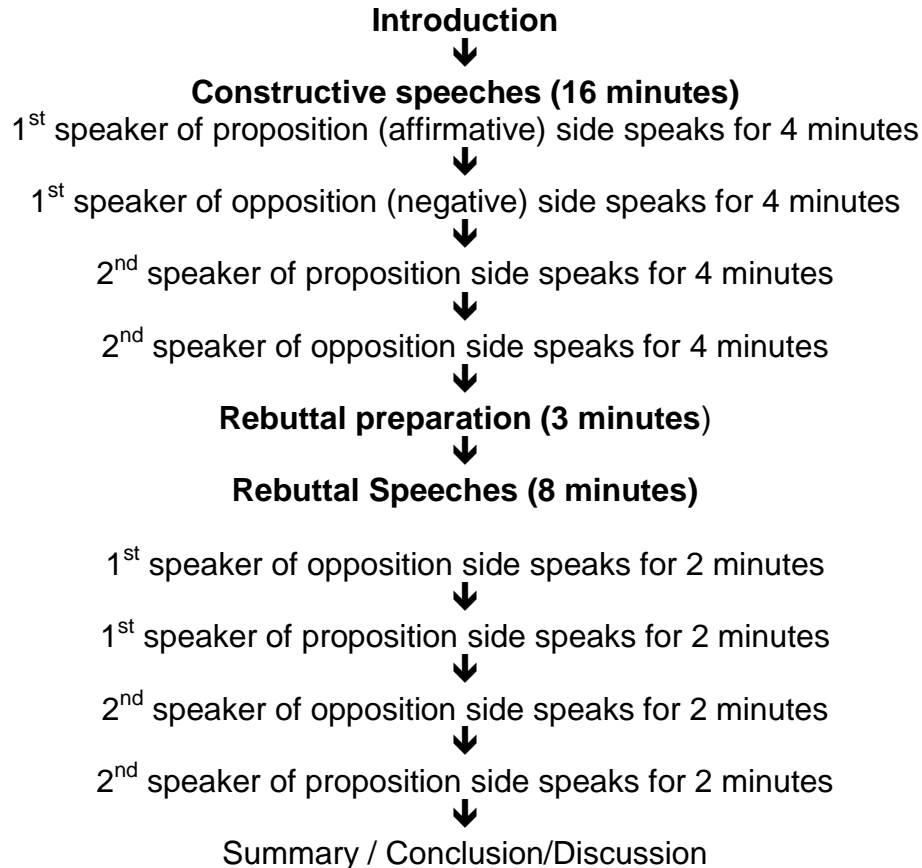 Introduction
Constructive speeches (16 minutes)
1st speaker of proposition (affirmative) side speaks for 4 minutes
1st speaker of opposition (negative) side speaks for 4 minutes
2nd speaker of proposition side speaks for 4 minutes
2nd speaker of opposition side speaks for 4 minutes
Rebuttal preparation (3 minutes)
Rebuttal Speeches (8 minutes)
1st speaker of opposition side speaks for 2 minutes
1st speaker of proposition side speaks for 2 minutes
2nd speaker of opposition side speaks for 2 minutes
2nd speaker of proposition side speaks for 2 minutes
Summary / Conclusion/Discussion